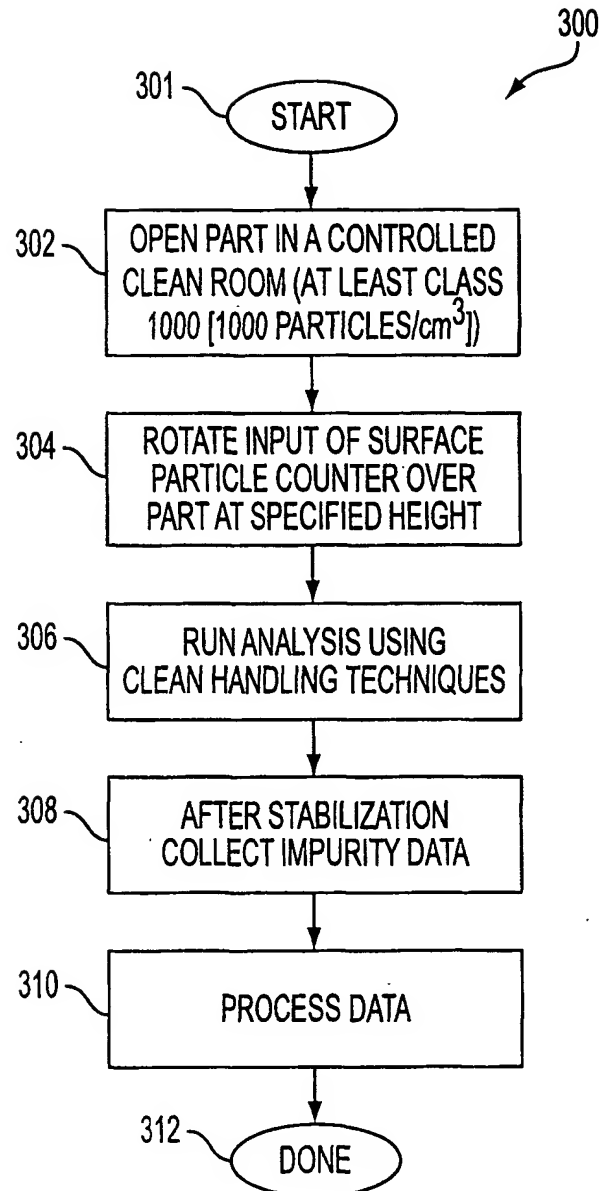 300
301
START
302
OPEN PART IN A CONTROLLED
CLEAN ROOM (AT LEAST CLASS
1000 [1000 PARTICLES/cm³])
304
ROTATE INPUT OF SURFACE
PARTICLE COUNTER OVER
PART AT SPECIFIED HEIGHT
306
RUN ANALYSIS USING
CLEAN HANDLING TECHNIQUES
308
AFTER STABILIZATION
COLLECT IMPURITY DATA
310
PROCESS DATA
312
DONE